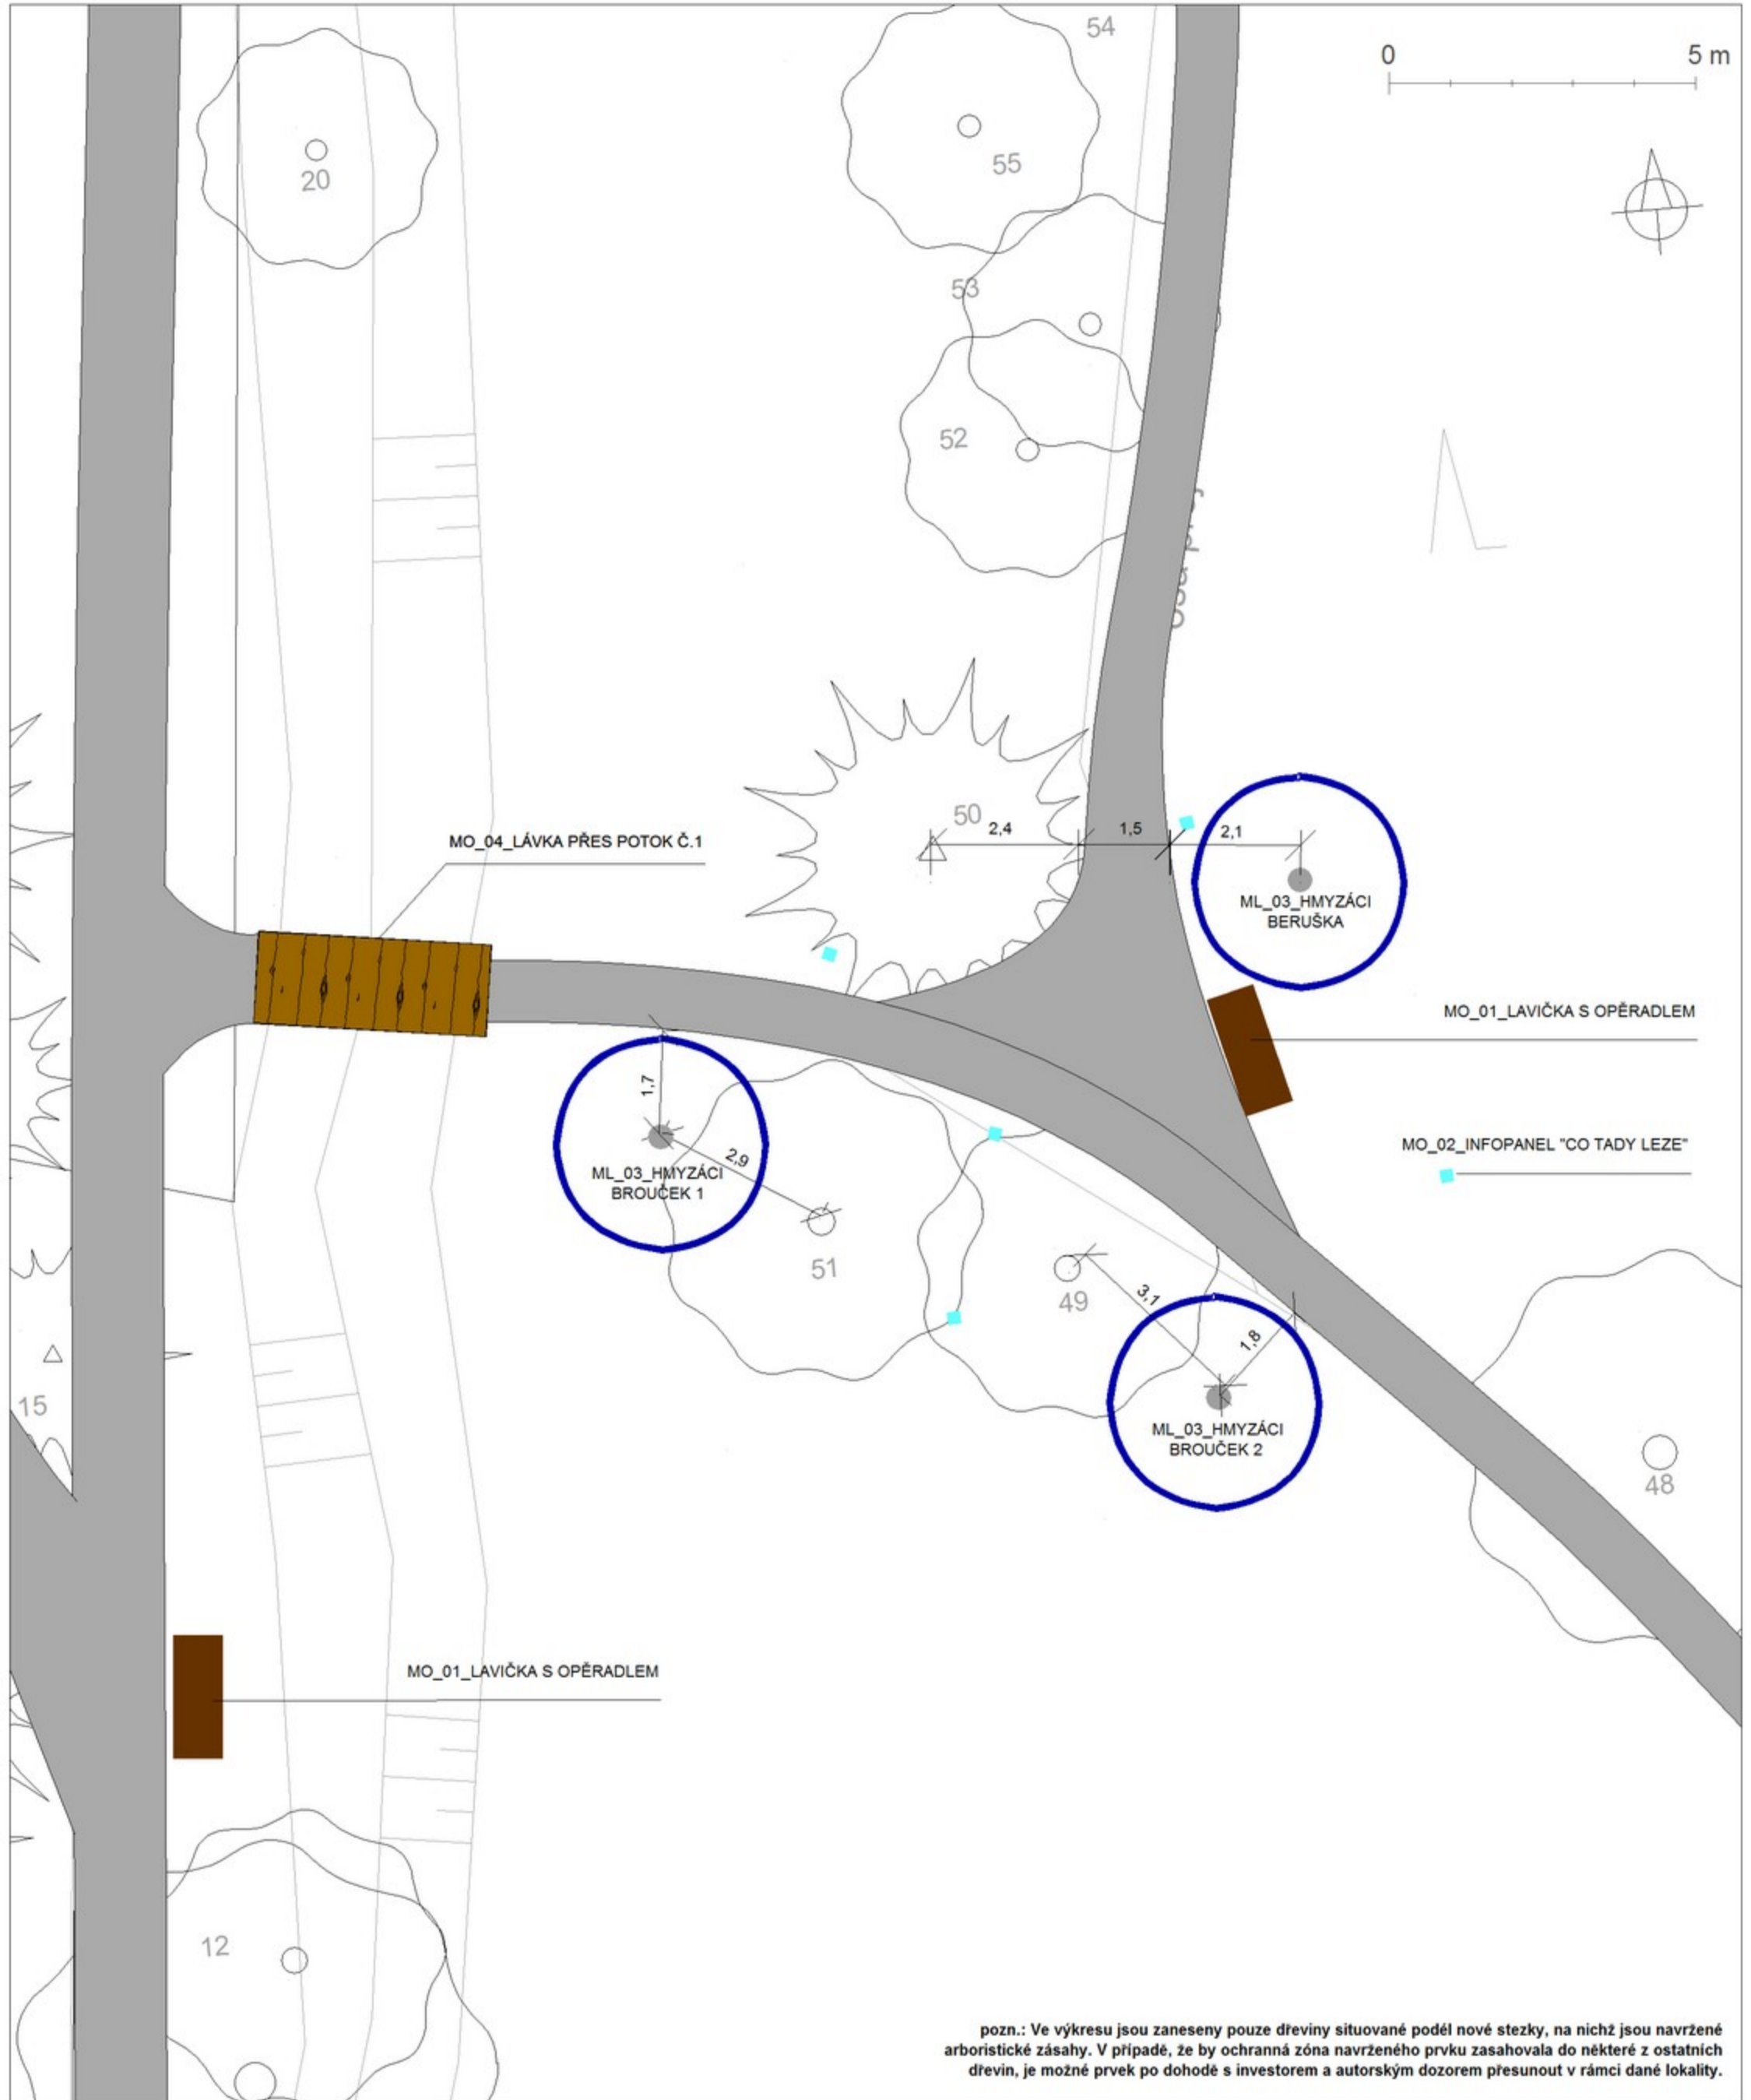 54
0 5 m
55
20
53
52
50
2,4 1,5 2,1
MO_04_LÁVKA PŘES POTOK Č.1
ML_03_HMYZÁCI
BERUŠKA
MO_01_LAVIČKA S OPĚRADLEM
1,7
2,9
ML_03_HMYZÁCI
BROUČEK 1
MO_02_INFOPANEL "CO TADY LEZE"
51
49
3,1
1,8
15
ML_03_HMYZÁCI
BROUČEK 2
48
MO_01_LAVIČKA S OPĚRADLEM
12
pozn.: Ve výkresu jsou zaneseny pouze dřeviny situované podél nové stezky, na nichž jsou navržené
arboristické zásahy. V případě, že by ochranná zóna navrženého prvku zasahovala do některé z ostatních
dřevin, je možné prvek po dohodě s investorem a autorským dozorem přesunout v rámci dané lokality.